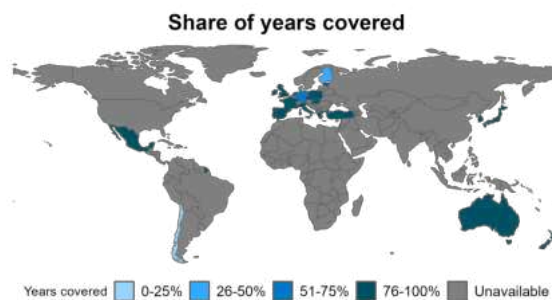 Share of years covered
Years covered 0-25% 26-50% 51-75% 76-100% Unavailable